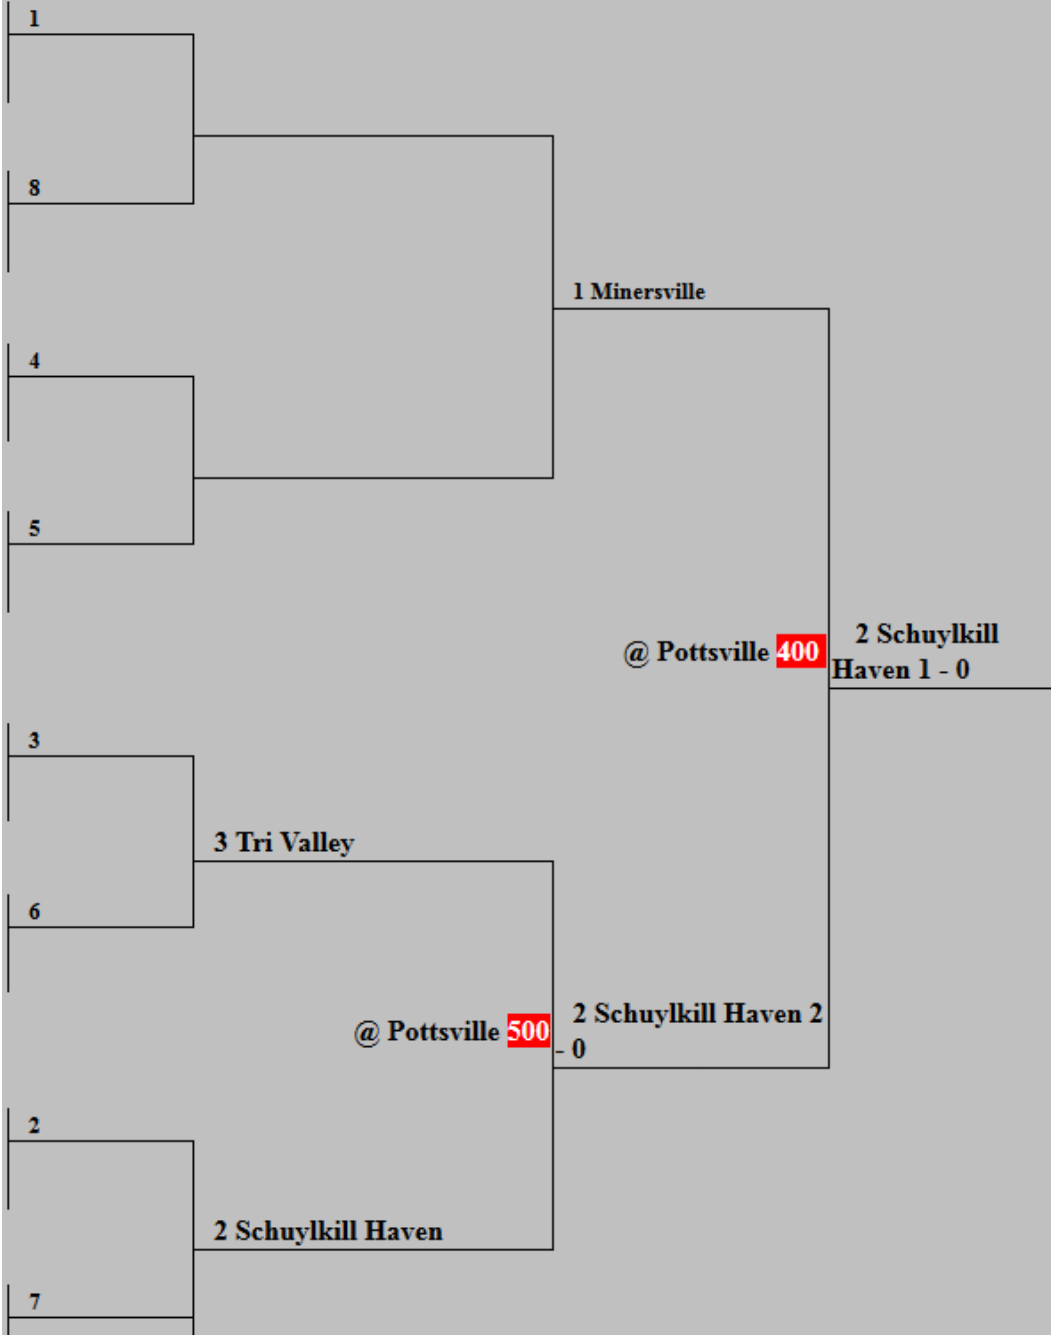 1
8
1 Minersville
4
5
@ Pottsville 400
2 Schuylkill
Haven 1 - 0
3
3 Tri Valley
6
@ Pottsville 500
2 Schuylkill Haven 2
- 0
2
2 Schuylkill Haven
7